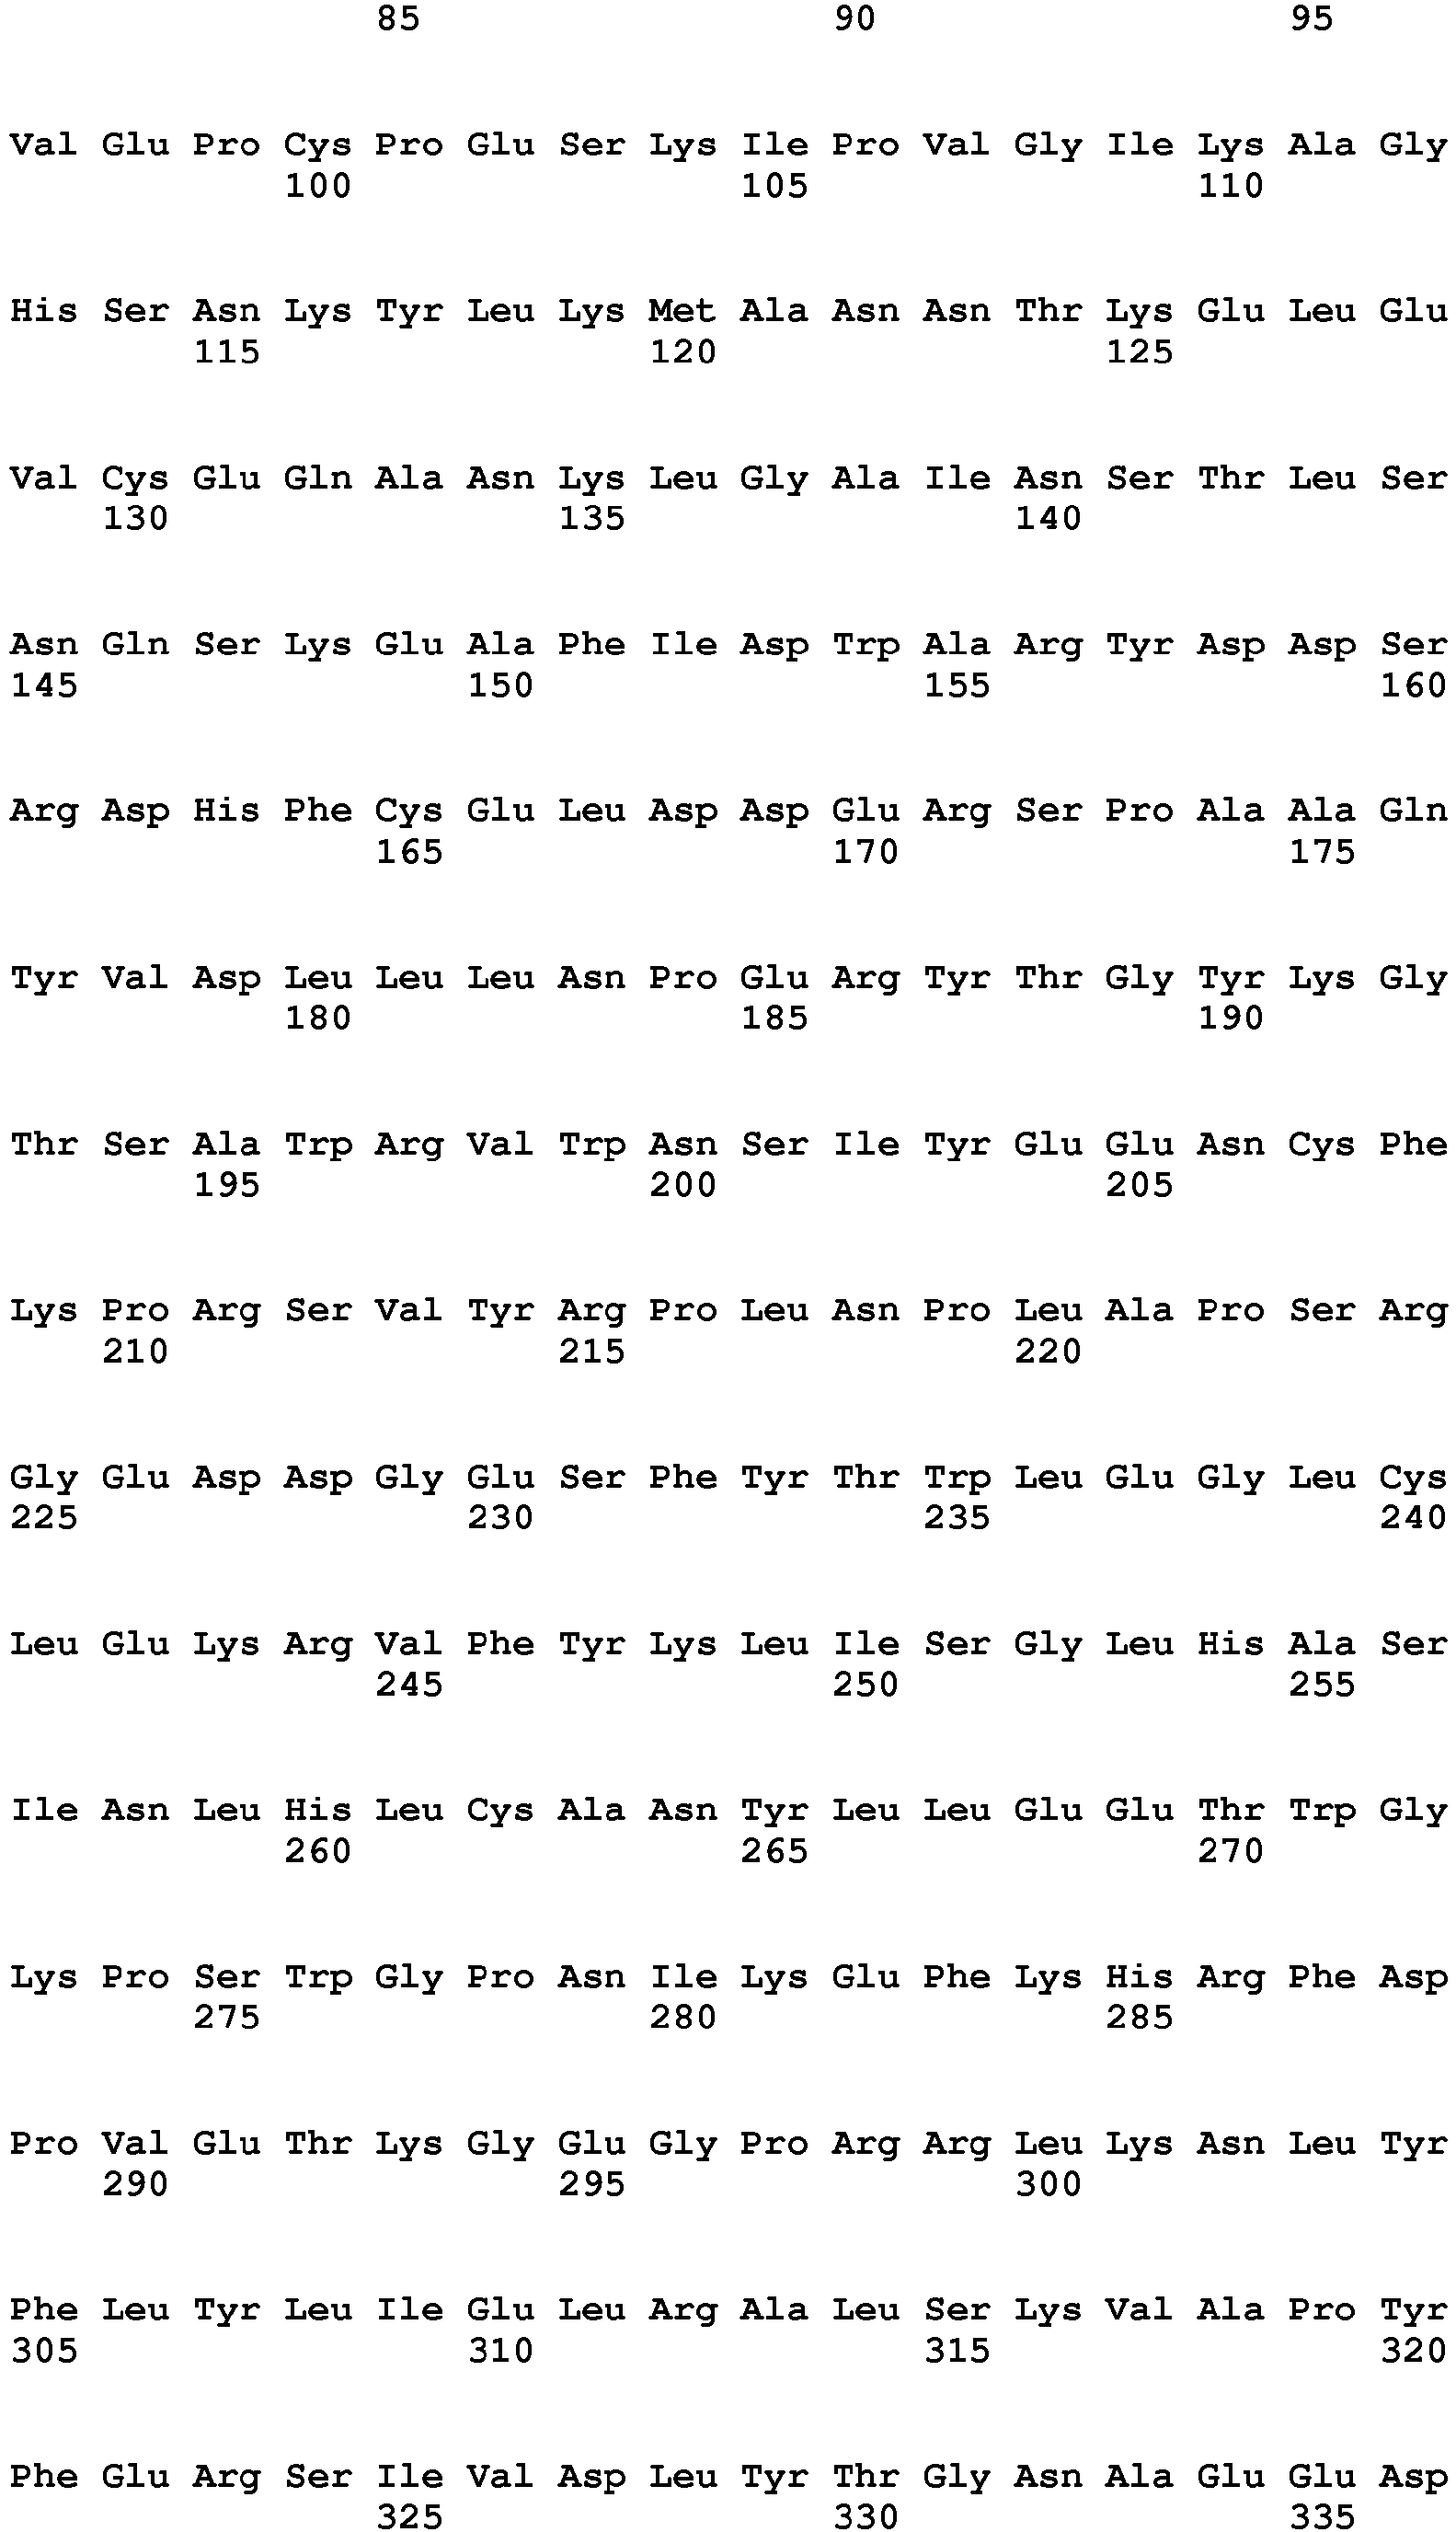 85 90 95
Val Glu Pro Cys Pro Glu Ser Lys Ile Pro Val Gly Ile Lys Ala Gly
100 105 110
His Ser Asn Lys Tyr Leu Lys Met Ala Asn Asn Thr Lys Glu Leu Glu
115 120 125
Val Cys Glu Gln Ala Asn Lys Leu Gly Ala Ile Asn Ser Thr Leu Ser
130 135 140
Asn Gln Ser Lys Glu Ala Phe Ile Asp Trp Ala Arg Tyr Asp Asp Ser
145 150 155 160
Arg Asp His Phe Cys Glu Leu Asp Asp Glu Arg Ser Pro Ala Ala Gln
165 170 175
Tyr Val Asp Leu Leu Leu Asn Pro Glu Arg Tyr Thr Gly Tyr Lys Gly
180 185 190
Thr Ser Ala Trp Arg Val Trp Asn Ser Ile Tyr Glu Glu Asn Cys Phe
195 200 205
Lys Pro Arg Ser Val Tyr Arg Pro Leu Asn Pro Leu Ala Pro Ser Arg
210 215 220
Gly Glu Asp Asp Gly Glu Ser Phe Tyr Thr Trp Leu Glu Gly Leu Cys
225 230 235 240
Leu Glu Lys Arg Val Phe Tyr Lys Leu Ile Ser Gly Leu His Ala Ser
245 250 255
Ile Asn Leu His Leu Cys Ala Asn Tyr Leu Leu Glu Glu Thr Trp Gly
260 265 270
Lys Pro Ser Trp Gly Pro Asn Ile Lys Glu Phe Lys His Arg Phe Asp
275 280 285
Pro Val Glu Thr Lys Gly Glu Gly Pro Arg Arg Leu Lys Asn Leu Tyr
290 295 300
Phe Leu Tyr Leu Ile Glu Leu Arg Ala Leu Ser Lys Val Ala Pro Tyr
305 310 315 320
Phe Glu Arg Ser Ile Val Asp Leu Tyr Thr Gly Asn Ala Glu Glu Asp
325 330 335